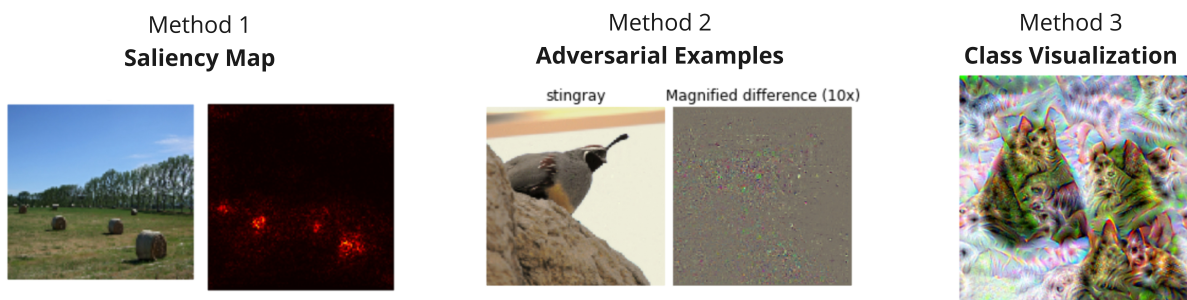 Method 1
Saliency Map
Method 2
Adversarial Examples
stingray
Magnified difference (10x)
Method 3
Class Visualization